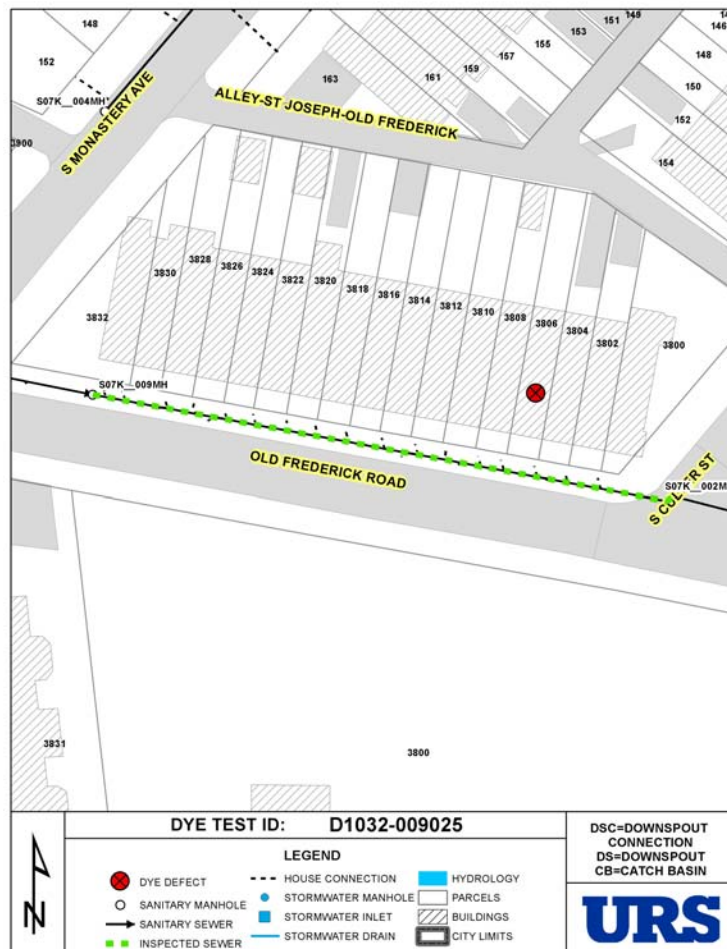 148
152
S07K__004MH
3900
S MONASTERY AVE
163
ALLEY-ST JOSEPH-OLD FREDERICK
161
159
157
155
153
151
149
146
148
150
152
154
3832
3830
3828
3826
3824
3822
3820
3818
3816
3814
3812
3810
3808
3806
3804
3802
3800
S07K__009MH
OLD FREDERICK ROAD
S07K__002M
S CULVER ST
3831
3800
DYE TEST ID: D1032-009025
LEGEND
DYE DEFECT
SANITARY MANHOLE
SANITARY SEWER
INSPECTED SEWER
HOUSE CONNECTION
STORMWATER MANHOLE
STORMWATER INLET
STORMWATER DRAIN
HYDROLOGY
PARCELS
BUILDINGS
CITY LIMITS
DSC=DOWNSPOUT
CONNECTION
DS=DOWNSPOUT
CB=CATCH BASIN
N
URS